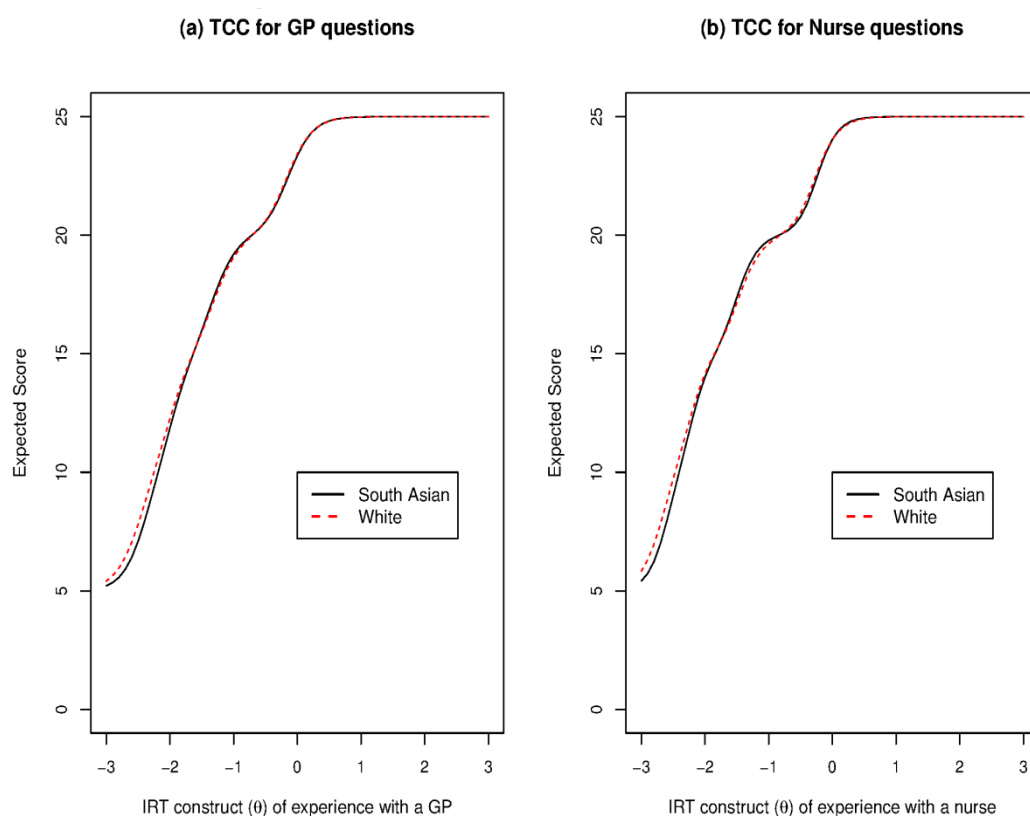 (a) TCC for GP questions
Expected Score
25
20
15
10
5
0
South Asian
White
−3 −2 −1 0 1 2 3
IRT construct (θ) of experience with a GP
(b) TCC for Nurse questions
Expected Score
25
20
15
10
5
0
South Asian
White
−3 −2 −1 0 1 2 3
IRT construct (θ) of experience with a nurse